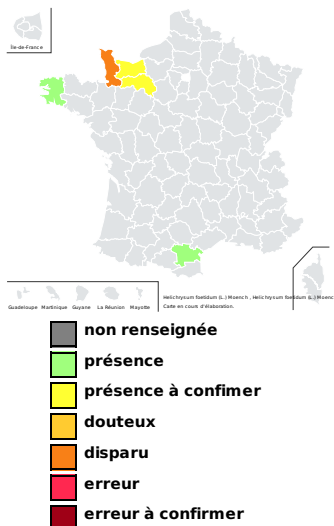 Île-de-France
Guadeloupe Martinique Guyane La Réunion Mayotte
Helichrysum foetidum (L.) Moench , Helichrysum foetidum (L.) Moenc
Carte en cours d'élaboration.
non renseignée
présence
présence à confimer
douteux
disparu
erreur
erreur à confirmer